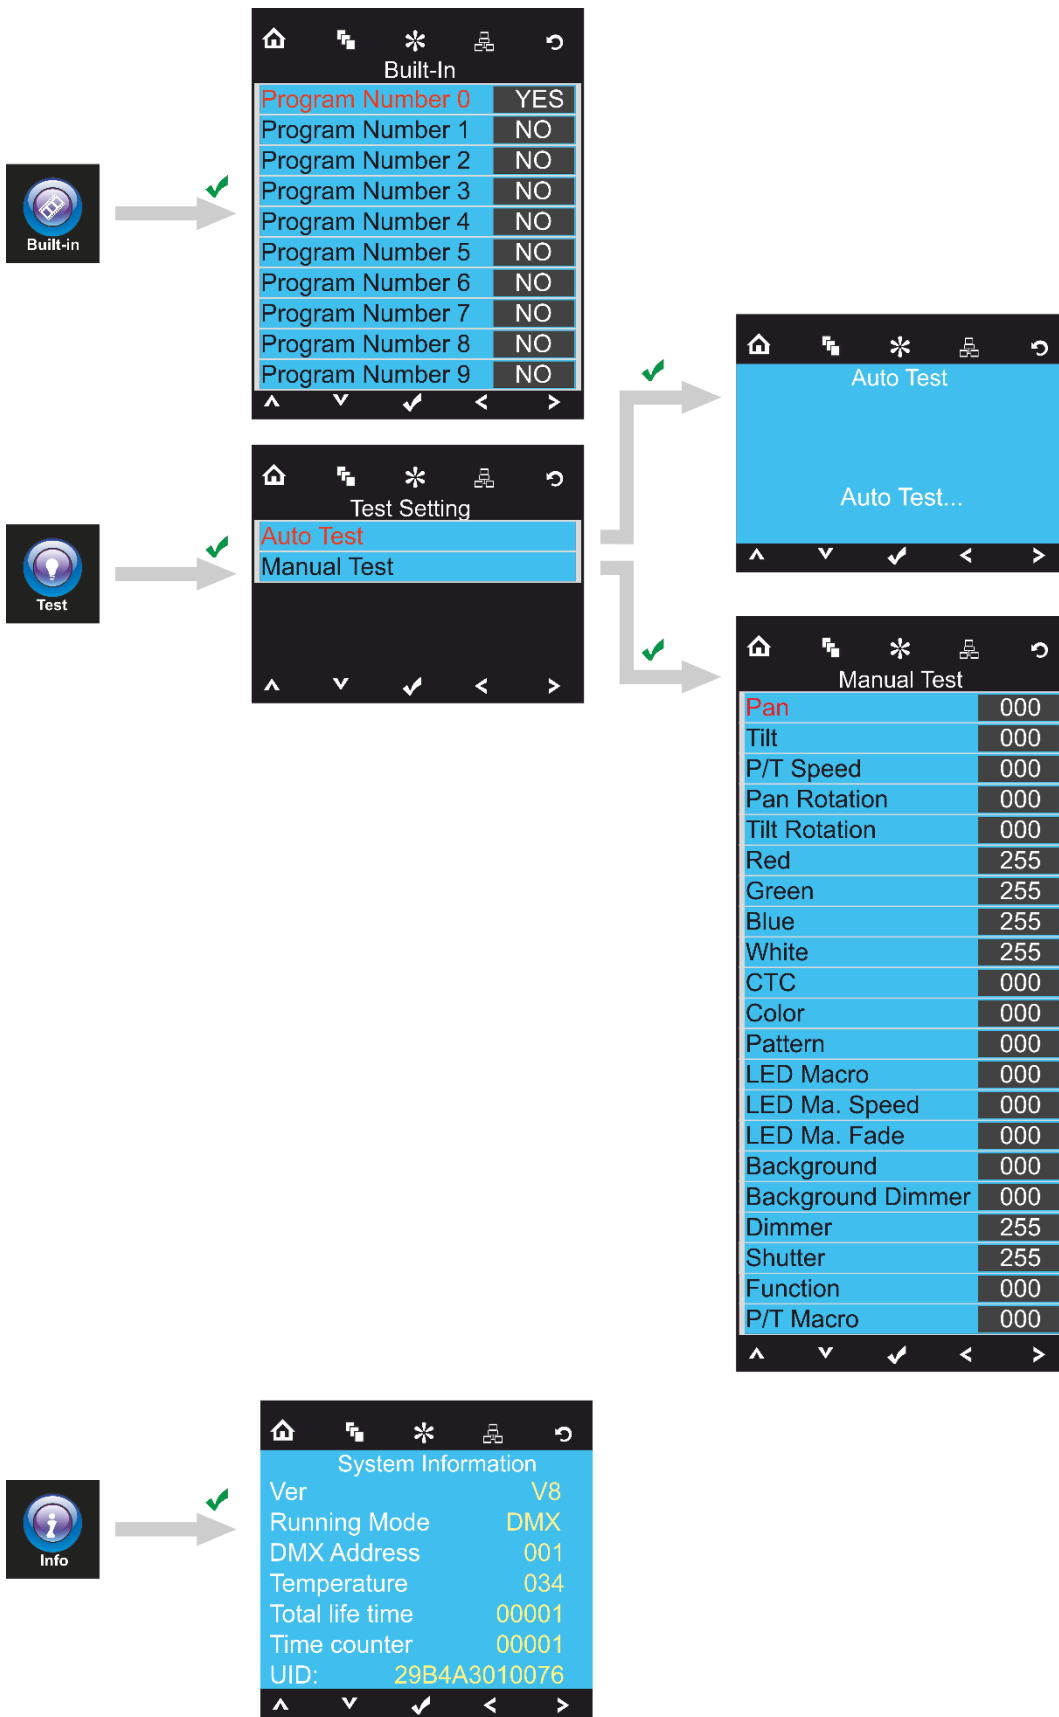 Built-in
Built-In
Program Number 0 YES
Program Number 1 NO
Program Number 2 NO
Program Number 3 NO
Program Number 4 NO
Program Number 5 NO
Program Number 6 NO
Program Number 7 NO
Program Number 8 NO
Program Number 9 NO
Test
Test Setting
Auto Test
Manual Test
Auto Test
Auto Test...
Manual Test
Pan 000
Tilt 000
P/T Speed 000
Pan Rotation 000
Tilt Rotation 000
Red 255
Green 255
Blue 255
White 255
CTC 000
Color 000
Pattern 000
LED Macro 000
LED Ma. Speed 000
LED Ma. Fade 000
Background 000
Background Dimmer 000
Dimmer 255
Shutter 255
Function 000
P/T Macro 000
Info
System Information
Ver V8
Running Mode DMX
DMX Address 001
Temperature 034
Total life time 00001
Time counter 00001
UID: 29B4A3010076